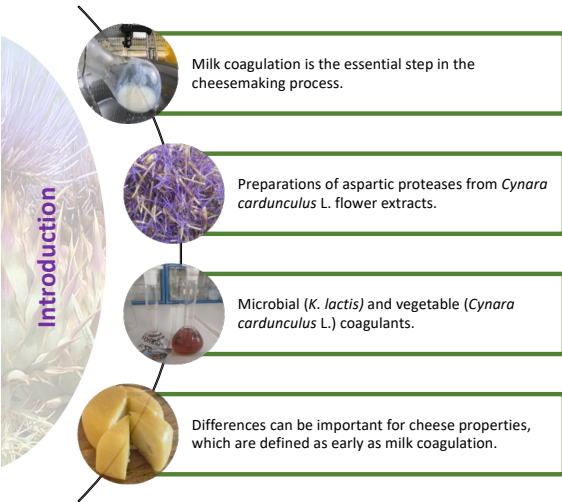 Introduction
Milk coagulation is the essential step in the
cheesemaking process.
Preparations of aspartic proteases from Cynara
cardunculus L. flower extracts.
Microbial (K. lactis) and vegetable (Cynara
cardunculus L.) coagulants.
Differences can be important for cheese properties,
which are defined as early as milk coagulation.